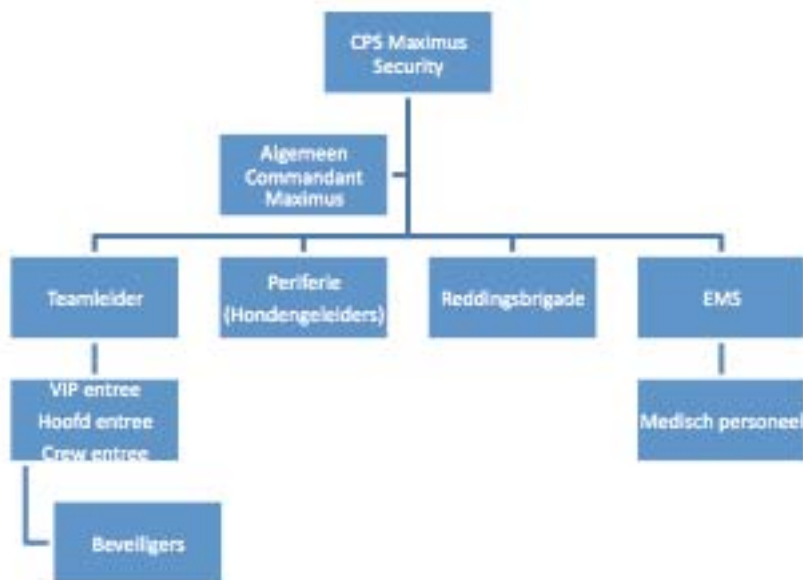 CPS Maximus
Security
Algemeen
Commandant
Maximus
Teamleider
Periferie
(Hondengeleiders)
Reddingsbrigade
EMS
VIP entree
Hoofd entree
Crew entree
Medisch personeel
Beveiligers